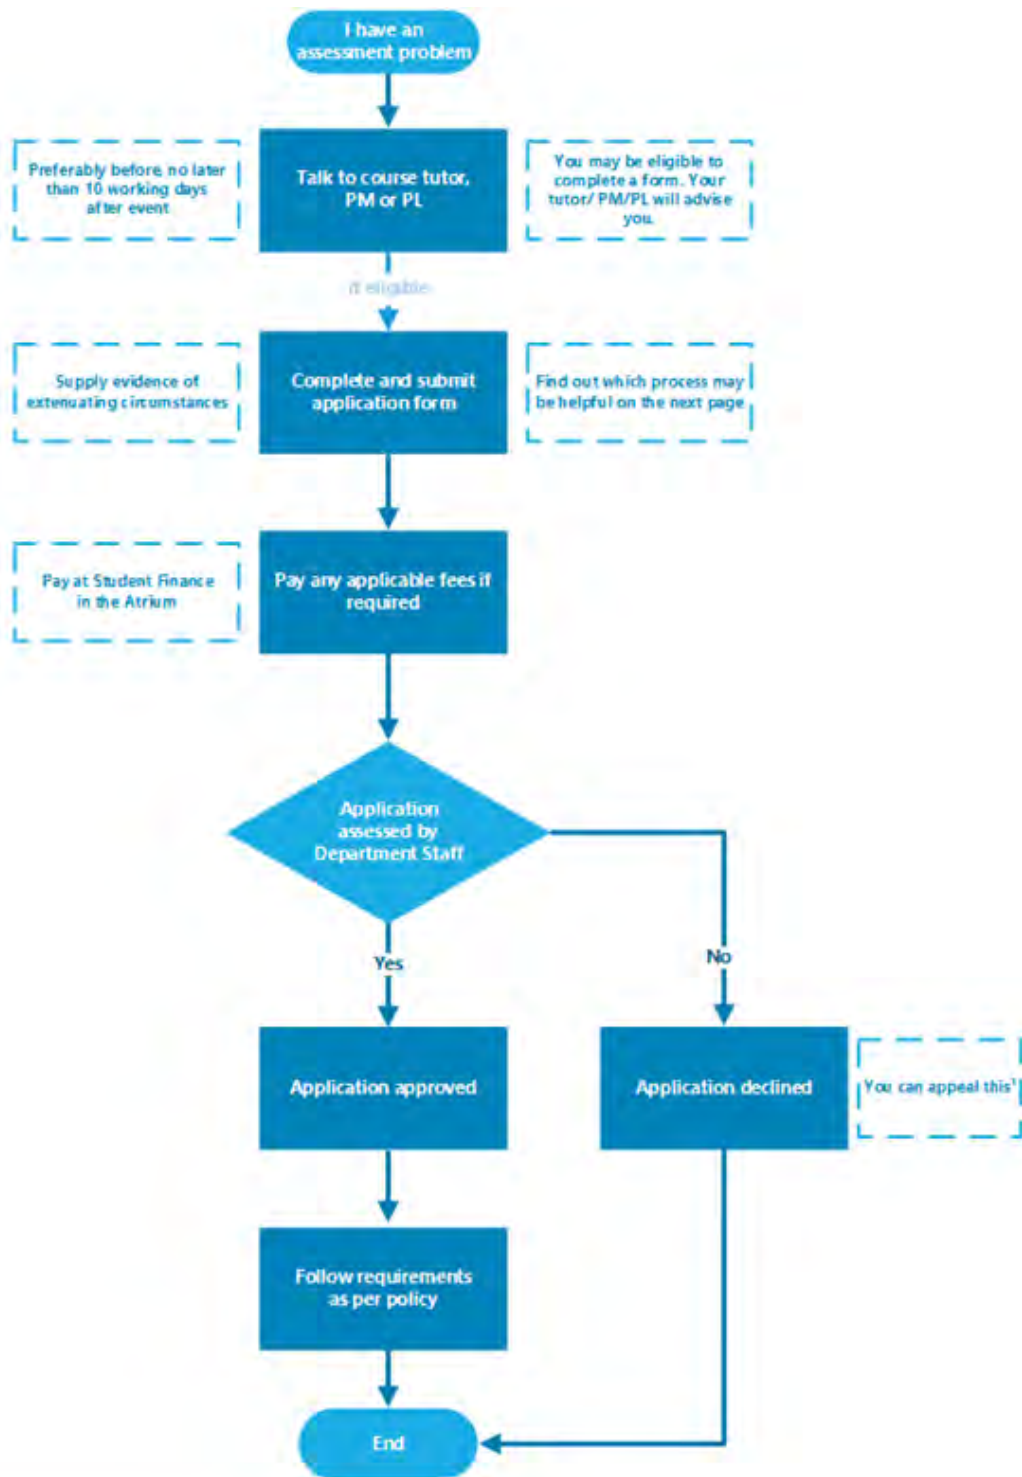 I have an
assessment problem
Preferably before, no later
than 10 working days
after event
Talk to course tutor,
PM or PL
You may be eligible to
complete a form. Your
tutor/ PM/PL will advise
you.
if eligible
Supply evidence of
extenuating circumstances
Complete and submit
application form
Find out which process may
be helpful on the next page
Pay at Student Finance
in the Atrium
Pay any applicable fees if
required
Application
assessed by
Department Staff
Yes
No
Application approved
Application declined
You can appeal this¹
Follow requirements
as per policy
End